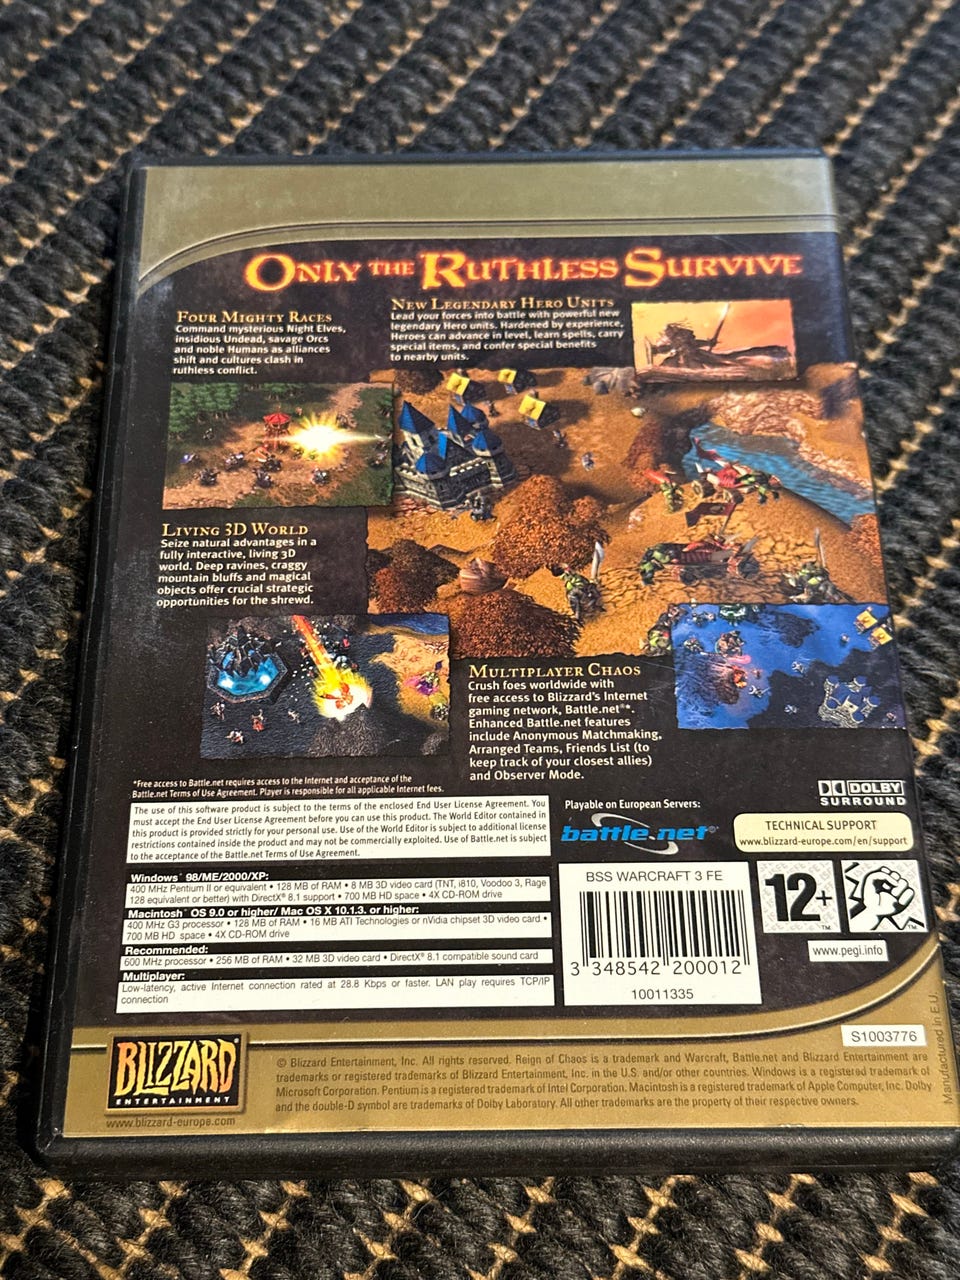 ONLY THE RUTHLESS SURVIVE
FOUR MIGHTY RACES
Command mysterious Night Elves,
insidious Undead, savage Orcs
and noble Humans as alliances
shift and cultures clash in
ruthless conflict.
NEW LEGENDARY HERO UNITS
Lead your forces into battle with powerful new
legendary Hero units. Hardened by experience,
Heroes can advance in level, learn spells, carry
special items, and confer special benefits
to nearby units.
LIVING 3D WORLD
Seize natural advantages in a
fully interactive, living 3D
world. Deep ravines, craggy
mountain bluffs and magical
objects offer crucial strategic
opportunities for the shrewd.
MULTIPLAYER CHAOS
Crush foes worldwide with
free access to Blizzard's Internet
gaming network, Battle.net®*.
Enhanced Battle.net features
include Anonymous Matchmaking,
Arranged Teams, Friends List (to
keep track of your closest allies)
and Observer Mode.
*Free access to Battle.net requires access to the Internet and acceptance of the
Battle.net Terms of Use Agreement. Player is responsible for all applicable Internet fees.
The use of this software product is subject to the terms of the enclosed End User License Agreement. You
must accept the End User License Agreement before you can use this product. The World Editor contained in
this product is provided strictly for your personal use. Use of the World Editor is subject to additional license
restrictions contained inside the product and may not be commercially exploited. Use of Battle.net is subject
to the acceptance of the Battle.net Terms of Use Agreement.
Windows® 98/ME/2000/XP:
400 MHz Pentium II or equivalent • 128 MB of RAM • 8 MB 3D video card (TNT, i810, Voodoo 3, Rage
128 equivalent or better) with DirectX® 8.1 support • 700 MB HD space • 4X CD-ROM drive
Macintosh® OS 9.0 or higher/ Mac OS X 10.1.3. or higher:
400 MHz G3 processor • 128 MB of RAM • 16 MB ATI Technologies or nVidia chipset 3D video card •
700 MB HD space • 4X CD-ROM drive
Recommended:
600 MHz processor • 256 MB of RAM • 32 MB 3D video card • DirectX® 8.1 compatible sound card
Multiplayer:
Low-latency, active Internet connection rated at 28.8 Kbps or faster. LAN play requires TCP/IP
connection
Playable on European Servers:
battle.net®
DOLBY
SURROUND
TECHNICAL SUPPORT
www.blizzard-europe.com/en/support
BSS WARCRAFT 3 FE
3 348542 200012
10011335
12+
™
™
www.pegi.info
S1003776
Manufactured in E.U.
BLIZZARD
ENTERTAINMENT
www.blizzard-europe.com
© Blizzard Entertainment, Inc. All rights reserved. Reign of Chaos is a trademark and Warcraft, Battle.net and Blizzard Entertainment are
trademarks or registered trademarks of Blizzard Entertainment, Inc. in the U.S. and/or other countries. Windows is a registered trademark of
Microsoft Corporation. Pentium is a registered trademark of Intel Corporation. Macintosh is a registered trademark of Apple Computer, Inc. Dolby
and the double-D symbol are trademarks of Dolby Laboratory. All other trademarks are the property of their respective owners.